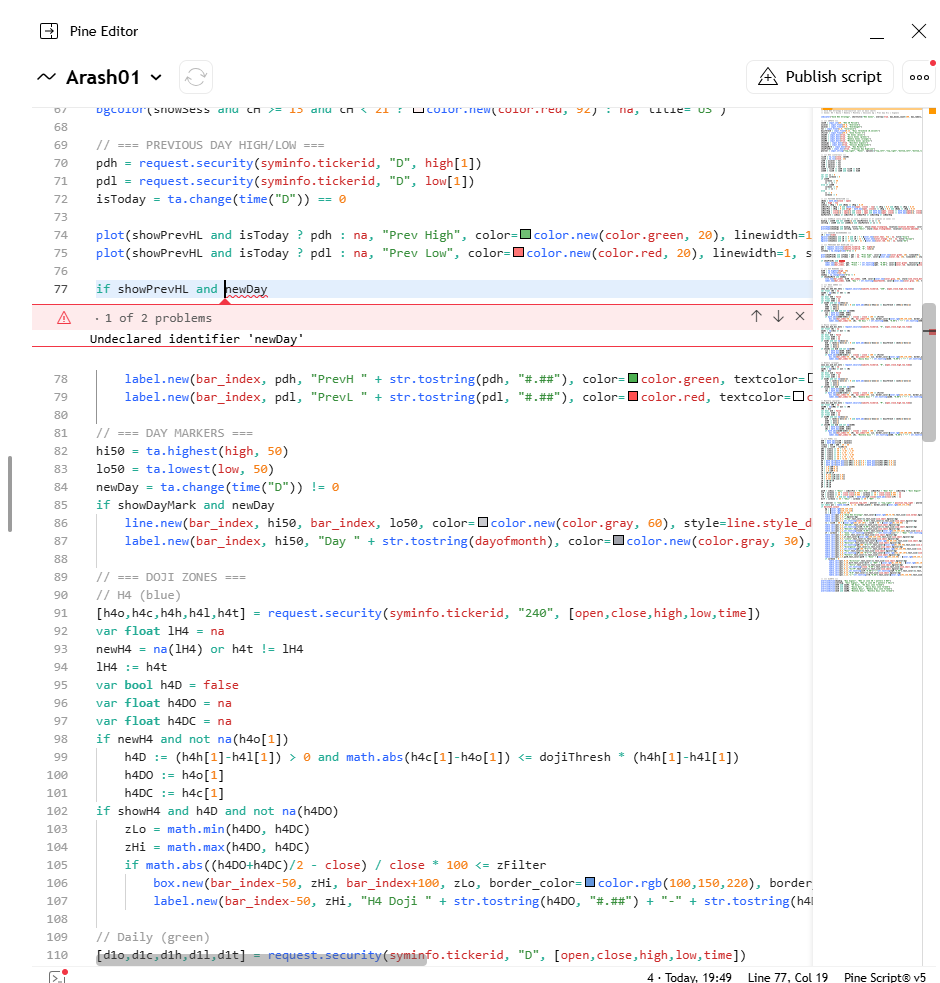 Pine Editor
Arash01
Publish script
67 bgcolor(showSess and cH >= 13 and cH < 21 ? color.new(color.red, 92) : na, title="US")
68
69 // === PREVIOUS DAY HIGH/LOW ===
70 pdh = request.security(syminfo.tickerid, "D", high[1])
71 pdl = request.security(syminfo.tickerid, "D", low[1])
72 isToday = ta.change(time("D")) == 0
73
74 plot(showPrevHL and isToday ? pdh : na, "Prev High", color=color.new(color.green, 20), linewidth=1
75 plot(showPrevHL and isToday ? pdl : na, "Prev Low", color=color.new(color.red, 20), linewidth=1, s
76
77 if showPrevHL and newDay
· 1 of 2 problems
Undeclared identifier 'newDay'
78 label.new(bar_index, pdh, "PrevH " + str.tostring(pdh, "#.##"), color=color.green, textcolor=
79 label.new(bar_index, pdl, "PrevL " + str.tostring(pdl, "#.##"), color=color.red, textcolor=c
80
81 // === DAY MARKERS ===
82 hi50 = ta.highest(high, 50)
83 lo50 = ta.lowest(low, 50)
84 newDay = ta.change(time("D")) != 0
85 if showDayMark and newDay
86 line.new(bar_index, hi50, bar_index, lo50, color=color.new(color.gray, 60), style=line.style_d
87 label.new(bar_index, hi50, "Day " + str.tostring(dayofmonth), color=color.new(color.gray, 30),
88
89 // === DOJI ZONES ===
90 // H4 (blue)
91 [h4o,h4c,h4h,h4l,h4t] = request.security(syminfo.tickerid, "240", [open,close,high,low,time])
92 var float lH4 = na
93 newH4 = na(lH4) or h4t != lH4
94 lH4 := h4t
95 var bool h4D = false
96 var float h4DO = na
97 var float h4DC = na
98 if newH4 and not na(h4o[1])
99 h4D := (h4h[1]-h4l[1]) > 0 and math.abs(h4c[1]-h4o[1]) <= dojiThresh * (h4h[1]-h4l[1])
100 h4DO := h4o[1]
101 h4DC := h4c[1]
102 if showH4 and h4D and not na(h4DO)
103 zLo = math.min(h4DO, h4DC)
104 zHi = math.max(h4DO, h4DC)
105 if math.abs((h4DO+h4DC)/2 - close) / close * 100 <= zFilter
106 box.new(bar_index-50, zHi, bar_index+100, zLo, border_color=color.rgb(100,150,220), border
107 label.new(bar_index-50, zHi, "H4 Doji " + str.tostring(h4DO, "#.##") + "-" + str.tostring(h4
108
109 // Daily (green)
110 [d1o,d1c,d1h,d1l,d1t] = request.security(syminfo.tickerid, "D", [open,close,high,low,time])
4 · Today, 19:49 Line 77, Col 19 Pine Script® v5